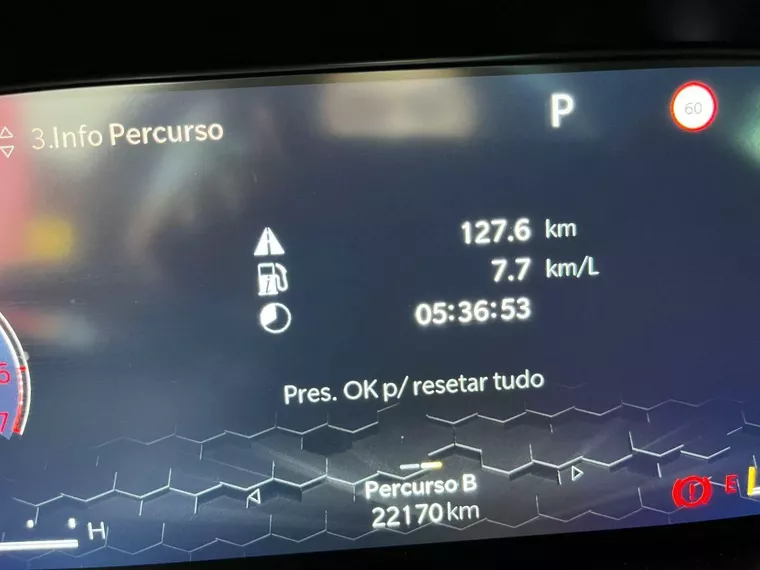 3.Info Percurso
P
60
127.6 km
7.7 km/L
05:36:53
Pres. OK p/ resetar tudo
Percurso B
22170 km
H
E